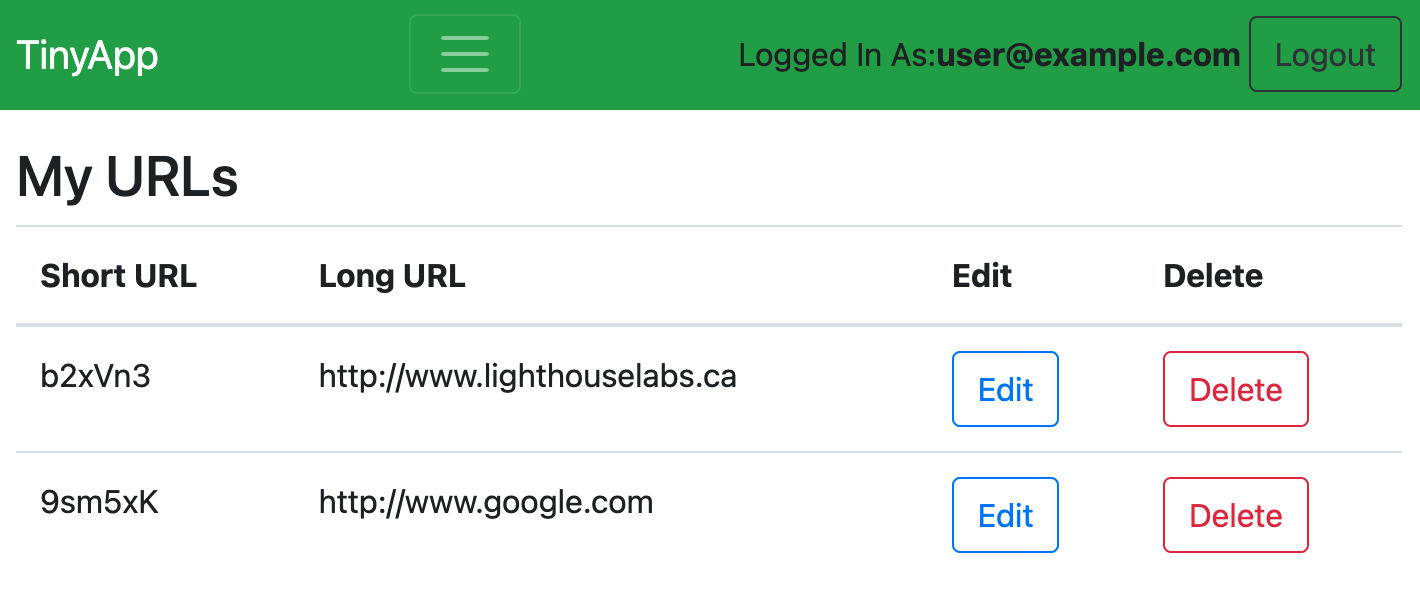 TinyApp Logged In As:user@example.com Logout
My URLs
Short URL Long URL Edit Delete
b2xVn3 http://www.lighthouselabs.ca Edit Delete
9sm5xK http://www.google.com Edit Delete